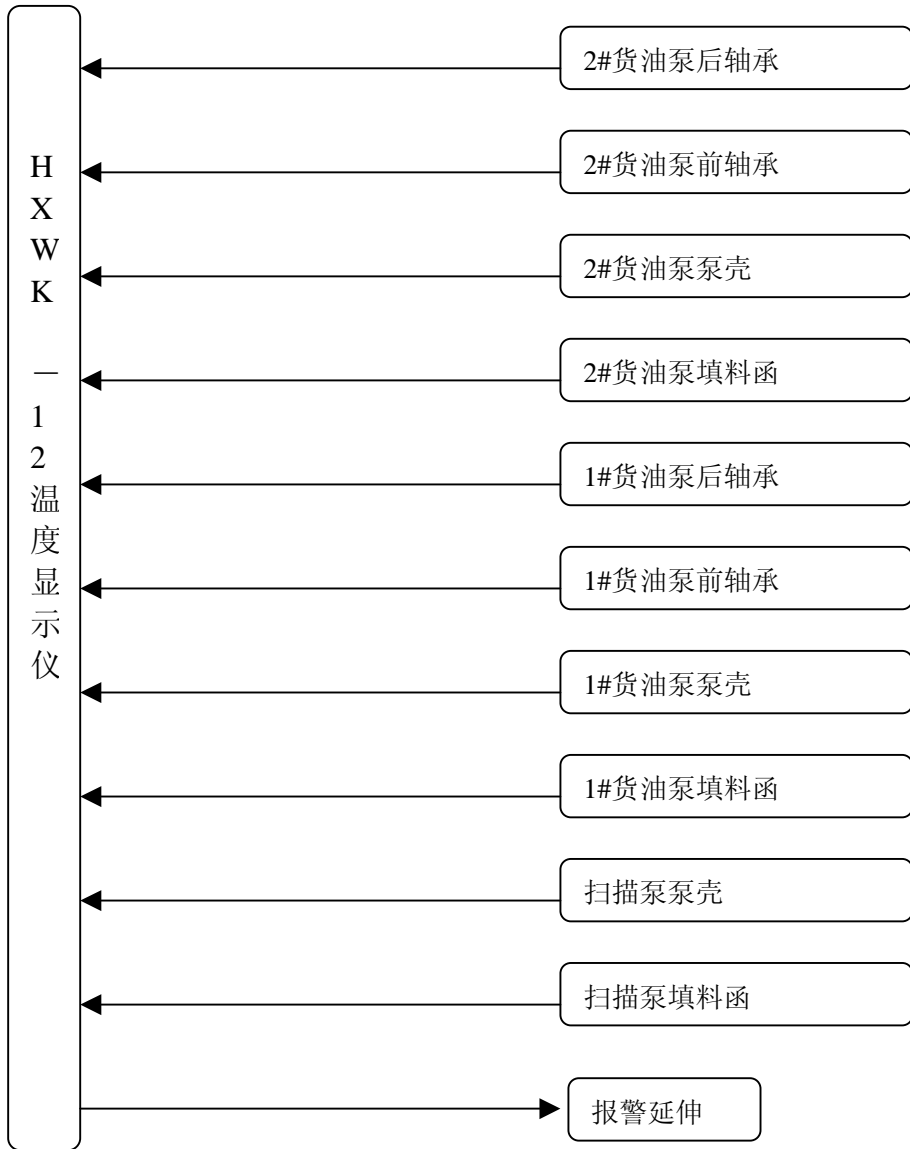 HXWK－12温度显示仪
2#货油泵后轴承
2#货油泵前轴承
2#货油泵泵壳
2#货油泵填料函
1#货油泵后轴承
1#货油泵前轴承
1#货油泵泵壳
1#货油泵填料函
扫描泵泵壳
扫描泵填料函
报警延伸